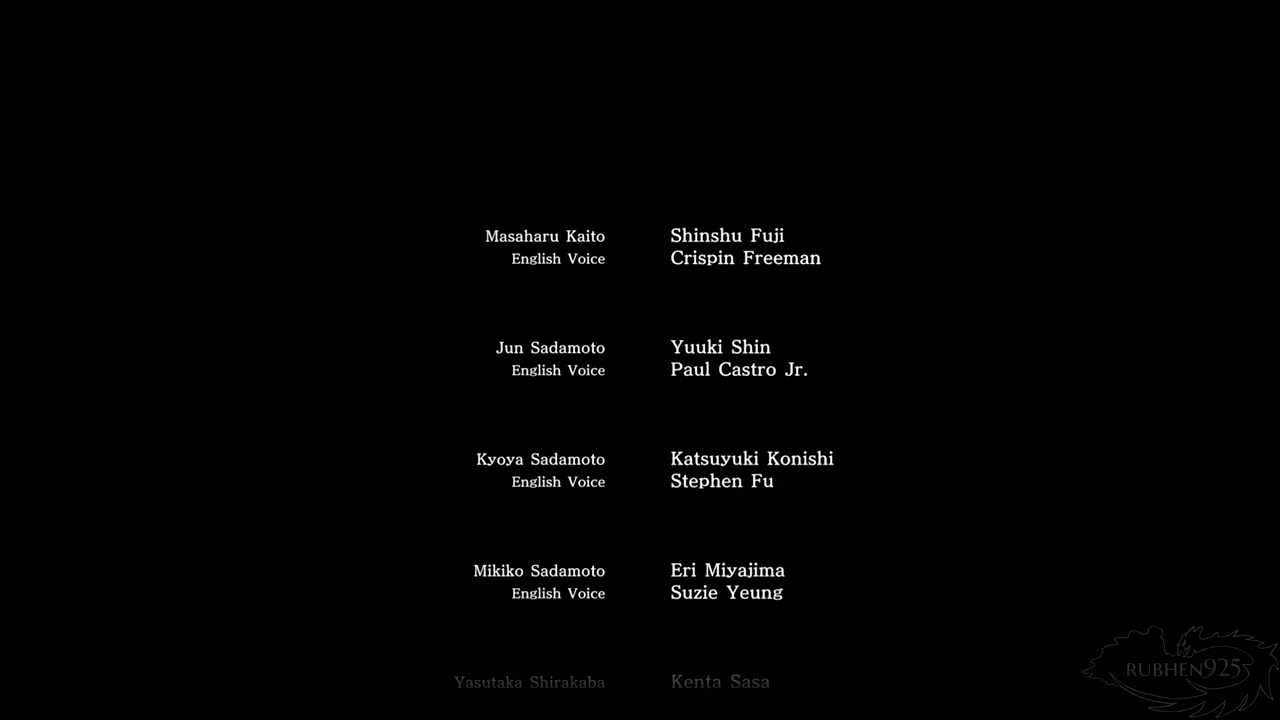 Masaharu Kaito Shinshu Fuji
English Voice Crispin Freeman
Jun Sadamoto Yuuki Shin
English Voice Paul Castro Jr.
Kyoya Sadamoto Katsuyuki Konishi
English Voice Stephen Fu
Mikiko Sadamoto Eri Miyajima
English Voice Suzie Yeung
Yasutaka Shirakaba Kenta Sasa
RUBHEN925